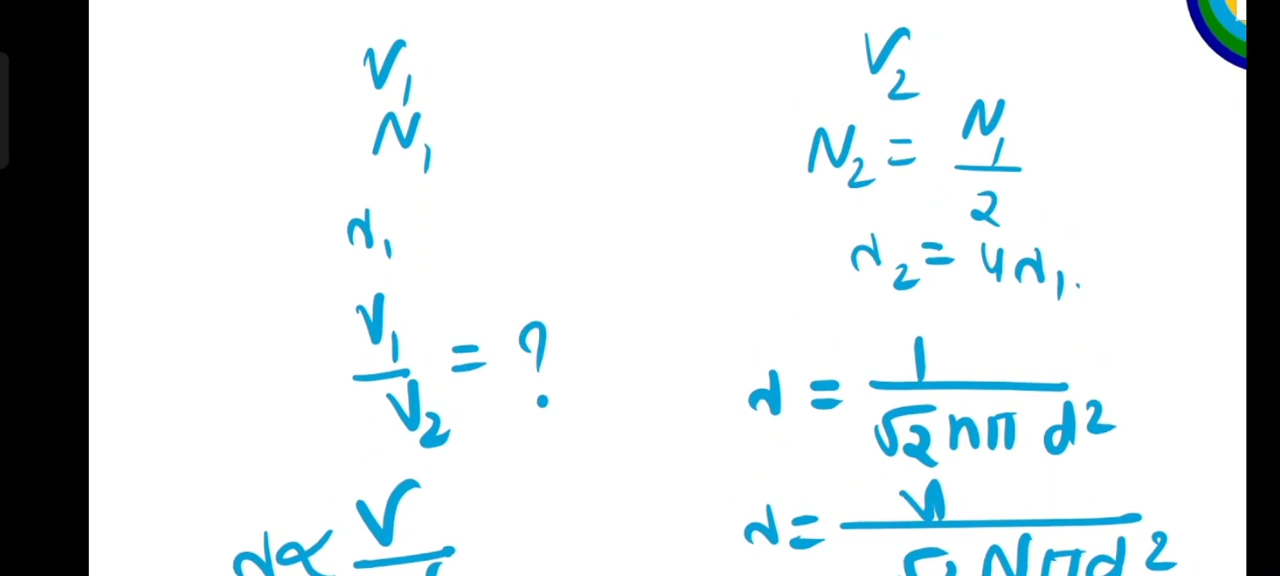 V₁
N₁
λ₁
V₁/V₂ = ?
λ ∝ V/
V₂
N₂ = N₁/2
λ₂ = 4λ₁.
λ = 1/(√2 nπ d²)
λ = V/(√2 Nπd²)